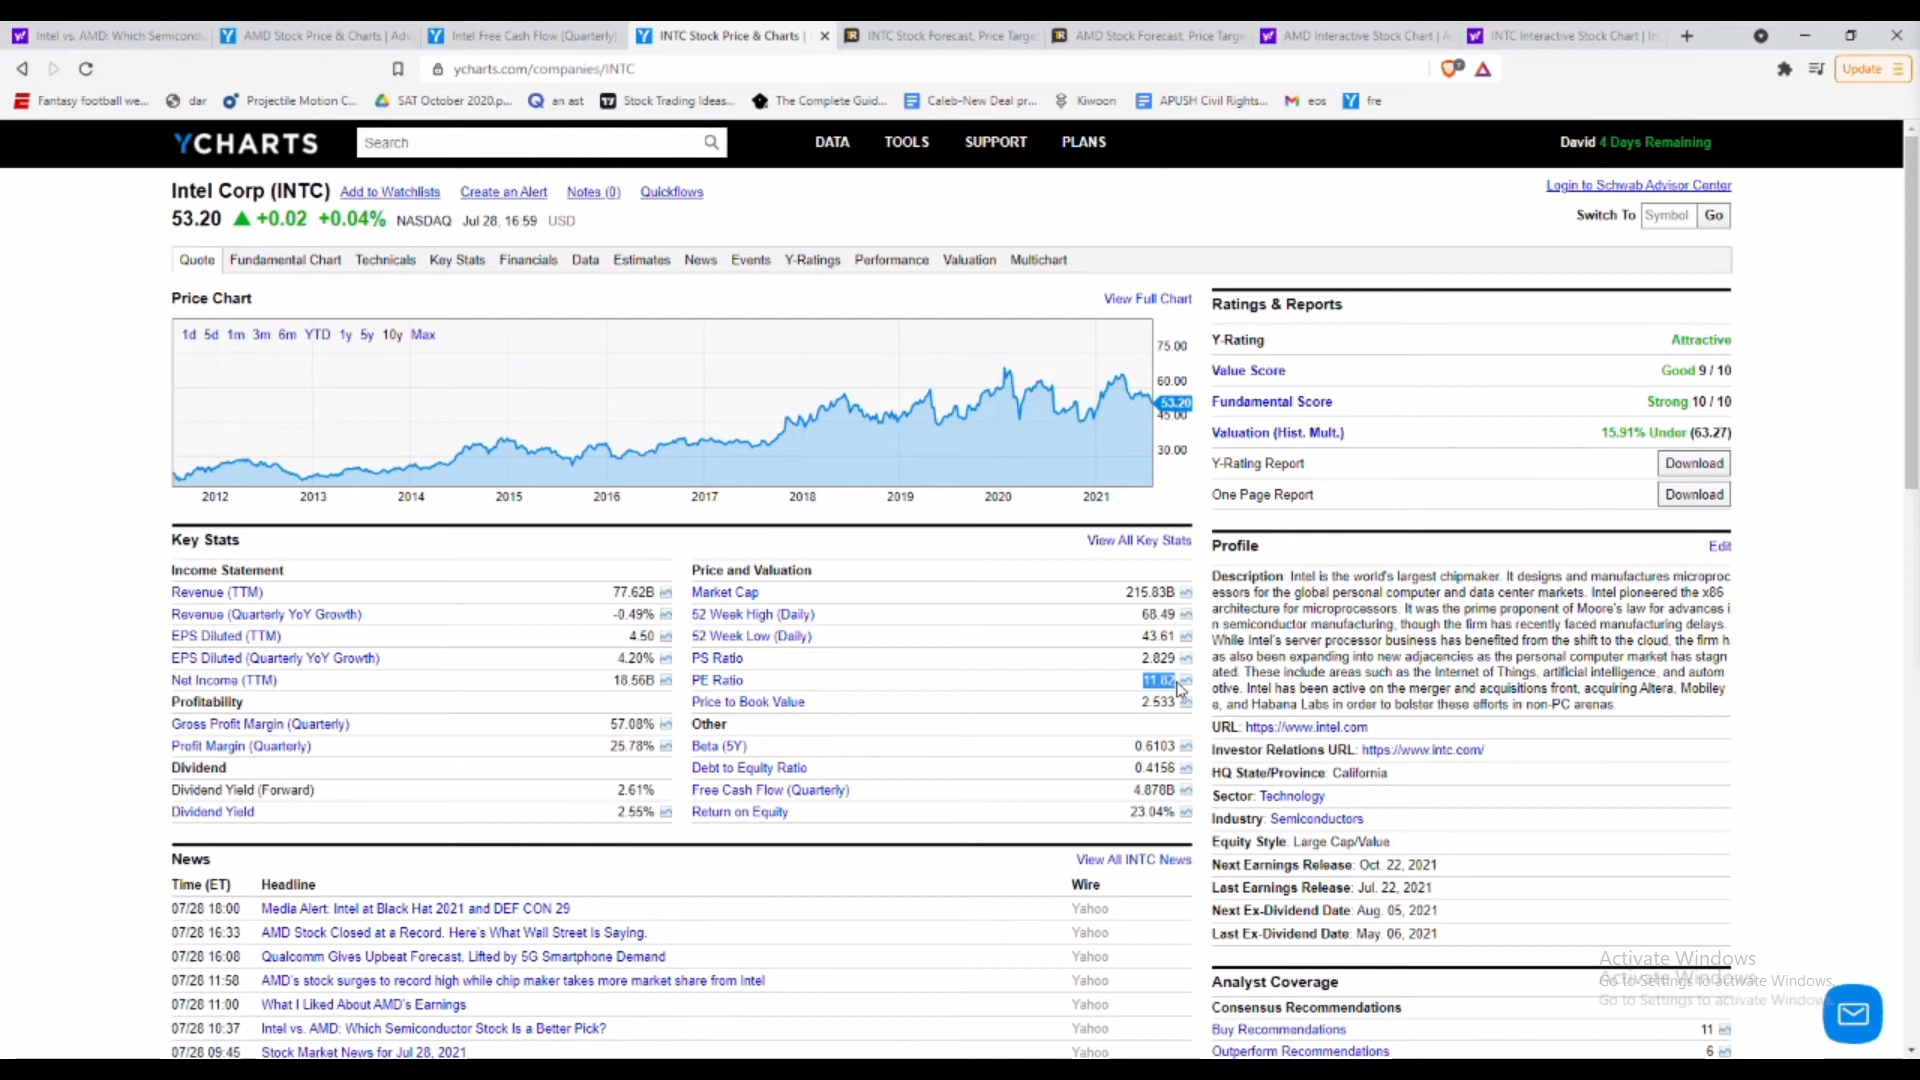 Intel vs. AMD: Which Semicond
AMD Stock Price & Charts | Adv
Intel Free Cash Flow (Quarterly)
INTC Stock Price & Charts |
INTC Stock Forecast, Price Targe
AMD Stock Forecast, Price Targe
AMD Interactive Stock Chart | A
INTC Interactive Stock Chart | In
ycharts.com/companies/INTC
Update
Fantasy football we...
dar
Projectile Motion C...
SAT October 2020.p...
an ast
Stock Trading Ideas...
The Complete Guid...
Caleb-New Deal pr...
Kiwoon
APUSH Civil Rights...
eos
fre
YCHARTS
Search
DATA
TOOLS
SUPPORT
PLANS
David 4 Days Remaining
Intel Corp (INTC) Add to Watchlists Create an Alert Notes (0) Quickflows
Login to Schwab Advisor Center
53.20 +0.02 +0.04% NASDAQ Jul 28, 16:59 USD
Switch To Symbol Go
Quote Fundamental Chart Technicals Key Stats Financials Data Estimates News Events Y-Ratings Performance Valuation Multichart
Price Chart
View Full Chart
1d 5d 1m 3m 6m YTD 1y 5y 10y Max
75.00
60.00
53.20
45.00
30.00
2012 2013 2014 2015 2016 2017 2018 2019 2020 2021
Key Stats
View All Key Stats
Income Statement
Revenue (TTM) 77.62B
Revenue (Quarterly YoY Growth) -0.49%
EPS Diluted (TTM) 4.50
EPS Diluted (Quarterly YoY Growth) 4.20%
Net Income (TTM) 18.56B
Profitability
Gross Profit Margin (Quarterly) 57.08%
Profit Margin (Quarterly) 25.78%
Dividend
Dividend Yield (Forward) 2.61%
Dividend Yield 2.55%
Price and Valuation
Market Cap 215.83B
52 Week High (Daily) 68.49
52 Week Low (Daily) 43.61
PS Ratio 2.829
PE Ratio 11.82
Price to Book Value 2.533
Other
Beta (5Y) 0.6103
Debt to Equity Ratio 0.4156
Free Cash Flow (Quarterly) 4.878B
Return on Equity 23.04%
News
View All INTC News
Time (ET) Headline Wire
07/28 18:00 Media Alert: Intel at Black Hat 2021 and DEF CON 29 Yahoo
07/28 16:33 AMD Stock Closed at a Record. Here's What Wall Street Is Saying. Yahoo
07/28 16:08 Qualcomm Gives Upbeat Forecast, Lifted by 5G Smartphone Demand Yahoo
07/28 11:58 AMD's stock surges to record high while chip maker takes more market share from Intel Yahoo
07/28 11:00 What I Liked About AMD's Earnings Yahoo
07/28 10:37 Intel vs. AMD: Which Semiconductor Stock Is a Better Pick? Yahoo
07/28 09:45 Stock Market News for Jul 28, 2021 Yahoo
Ratings & Reports
Y-Rating Attractive
Value Score Good 9 / 10
Fundamental Score Strong 10 / 10
Valuation (Hist. Mult.) 15.91% Under (63.27)
Y-Rating Report Download
One Page Report Download
Profile Edit
Description: Intel is the world's largest chipmaker. It designs and manufactures microproc
essors for the global personal computer and data center markets. Intel pioneered the x86
architecture for microprocessors. It was the prime proponent of Moore's law for advances i
n semiconductor manufacturing, though the firm has recently faced manufacturing delays.
While Intel's server processor business has benefited from the shift to the cloud, the firm h
as also been expanding into new adjacencies as the personal computer market has stagn
ated. These include areas such as the Internet of Things, artificial intelligence, and autom
otive. Intel has been active on the merger and acquisitions front, acquiring Altera, Mobiley
e, and Habana Labs in order to bolster these efforts in non-PC arenas.
URL: https://www.intel.com
Investor Relations URL: https://www.intc.com/
HQ State/Province: California
Sector: Technology
Industry: Semiconductors
Equity Style: Large Cap/Value
Next Earnings Release: Oct. 22, 2021
Last Earnings Release: Jul. 22, 2021
Next Ex-Dividend Date: Aug. 05, 2021
Last Ex-Dividend Date: May. 06, 2021
Analyst Coverage
Consensus Recommendations
Buy Recommendations 11
Outperform Recommendations 6
Activate Windows
Activate Windows
Go to Settings to activate Windows.
Go to Settings to activate Windows.